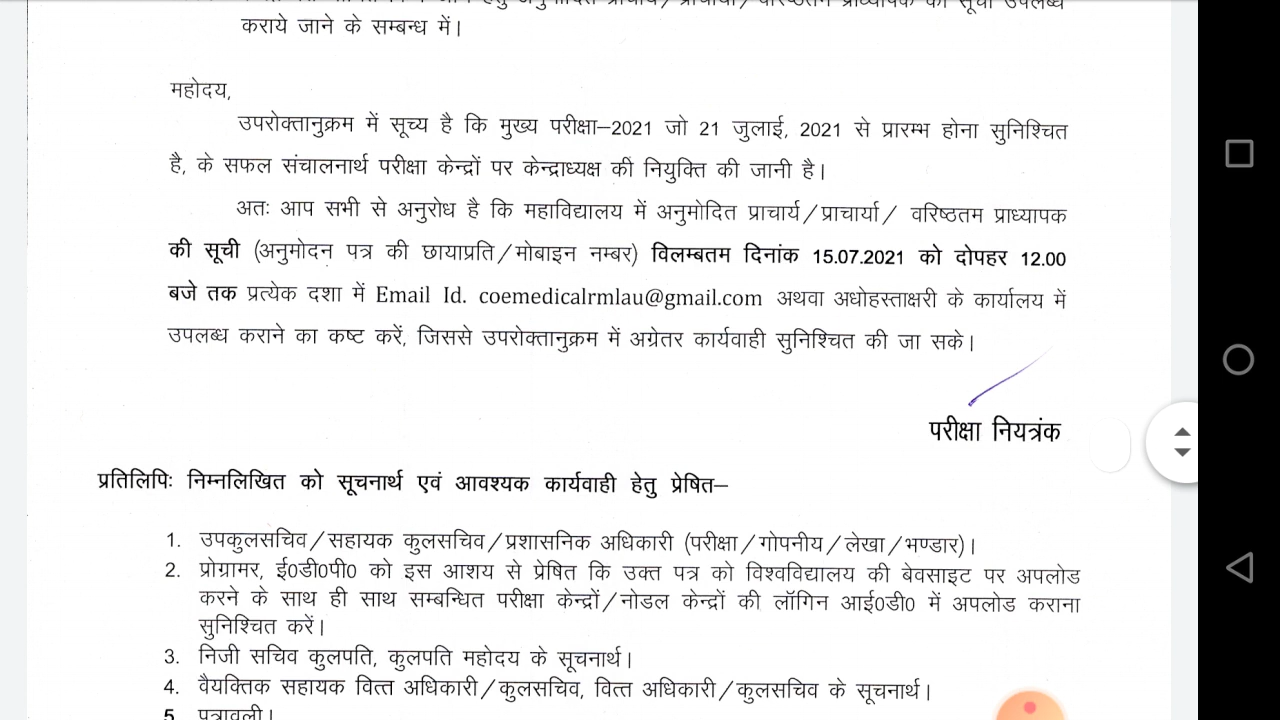 कराये जाने के सम्बन्ध में।
महोदय,
उपरोक्तानुक्रम में सूच्य है कि मुख्य परीक्षा–2021 जो 21 जुलाई, 2021 से प्रारम्भ होना सुनिश्चित
है, के सफल संचालनार्थ परीक्षा केन्द्रों पर केन्द्राध्यक्ष की नियुक्ति की जानी है।
अतः आप सभी से अनुरोध है कि महाविद्यालय में अनुमोदित प्राचार्य/प्राचार्या/ वरिष्ठतम प्राध्यापक
की सूची (अनुमोदन पत्र की छायाप्रति/मोबाइन नम्बर) विलम्बतम दिनांक 15.07.2021 को दोपहर 12.00
बजे तक प्रत्येक दशा में Email Id. coemedicalrmlau@gmail.com अथवा अधोहस्ताक्षरी के कार्यालय में
उपलब्ध कराने का कष्ट करें, जिससे उपरोक्तानुक्रम में अग्रेतर कार्यवाही सुनिश्चित की जा सके।
परीक्षा नियत्रंक
प्रतिलिपिः निम्नलिखित को सूचनार्थ एवं आवश्यक कार्यवाही हेतु प्रेषित–
1. उपकुलसचिव/सहायक कुलसचिव/प्रशासनिक अधिकारी (परीक्षा/गोपनीय/लेखा/भण्डार)।
2. प्रोग्रामर, ई0डी0पी0 को इस आशय से प्रेषित कि उक्त पत्र को विश्वविद्यालय की बेवसाइट पर अपलोड
करने के साथ ही साथ सम्बन्धित परीक्षा केन्द्रों/नोडल केन्द्रों की लॉगिन आई0डी0 में अपलोड कराना
सुनिश्चित करें।
3. निजी सचिव कुलपति, कुलपति महोदय के सूचनार्थ।
4. वैयक्तिक सहायक वित्त अधिकारी/कुलसचिव, वित्त अधिकारी/कुलसचिव के सूचनार्थ।
5. पत्रावली।